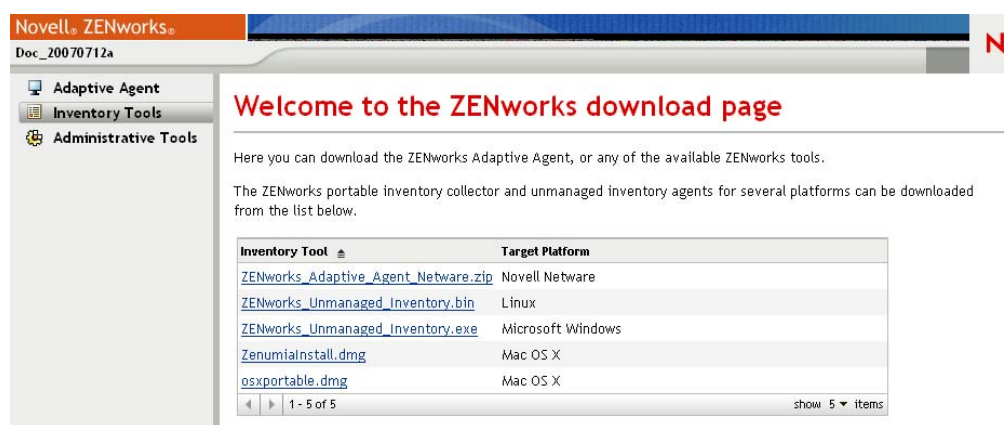 Novell® ZENworks®
Doc_20070712a
N
Adaptive Agent
Inventory Tools
Administrative Tools
Welcome to the ZENworks download page
Here you can download the ZENworks Adaptive Agent, or any of the available ZENworks tools.
The ZENworks portable inventory collector and unmanaged inventory agents for several platforms can be downloaded
from the list below.
Inventory Tool Target Platform
ZENworks_Adaptive_Agent_Netware.zip Novell Netware
ZENworks_Unmanaged_Inventory.bin Linux
ZENworks_Unmanaged_Inventory.exe Microsoft Windows
ZenumiaInstall.dmg Mac OS X
osxportable.dmg Mac OS X
1 - 5 of 5 show 5 items